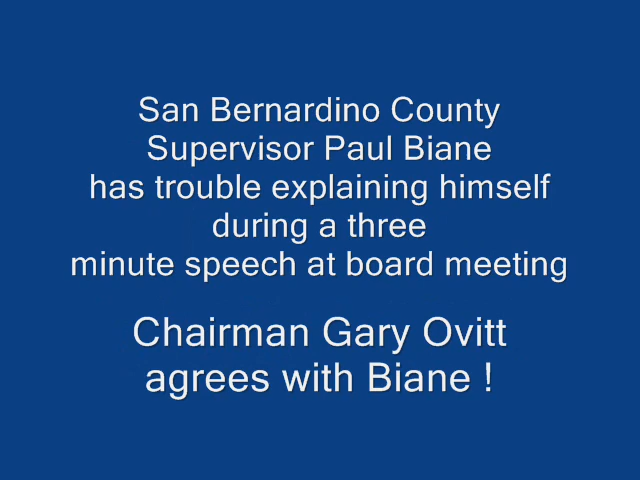 San Bernardino County
Supervisor Paul Biane
has trouble explaining himself
during a three
minute speech at board meeting
Chairman Gary Ovitt
agrees with Biane !